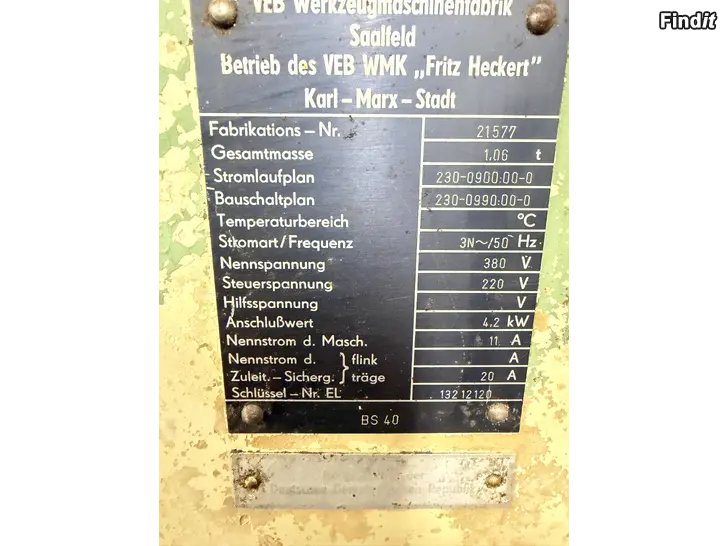 Findit
VEB Werkzeugmaschinenfabrik
Saalfeld
Betrieb des VEB WMK „Fritz Heckert"
Karl-Marx-Stadt
Fabrikations-Nr. 21577
Gesamtmasse 1,06 t
Stromlaufplan 230-0900:00-0
Bauschaltplan 230-0990:00-0
Temperaturbereich °C
Stromart/Frequenz 3N~/50 Hz
Nennspannung 380 V
Steuerspannung 220 V
Hilfsspannung V
Anschlußwert 4.2 kW
Nennstrom d. Masch. 11 A
Nennstrom d. } flink A
Zuleit.-Sicherg. } träge 20 A
Schlüssel-Nr. EL 13212120
BS 40